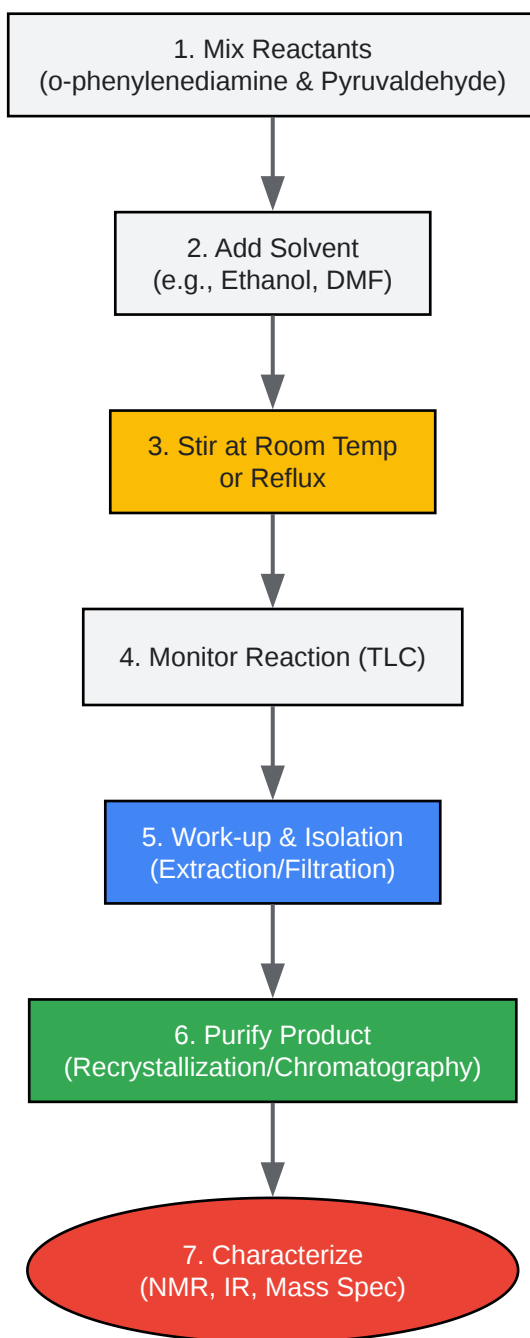 1. Mix Reactants
(o-phenylenediamine & Pyruvaldehyde)
2. Add Solvent
(e.g., Ethanol, DMF)
3. Stir at Room Temp
or Reflux
4. Monitor Reaction (TLC)
5. Work-up & Isolation
(Extraction/Filtration)
6. Purify Product
(Recrystallization/Chromatography)
7. Characterize
(NMR, IR, Mass Spec)